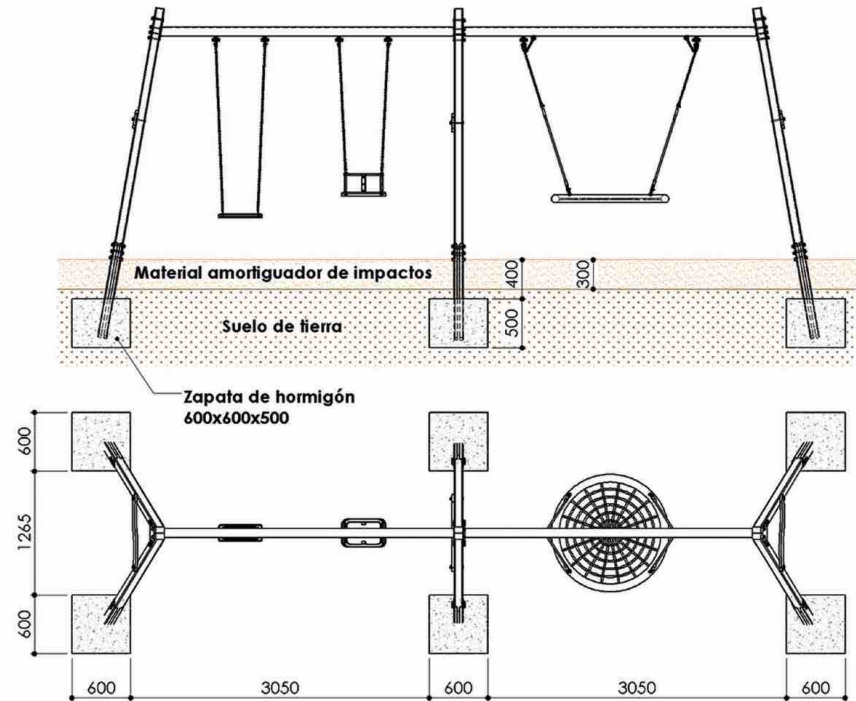 Material amortiguador de impactos
400
300
Suelo de tierra
500
Zapata de hormigón
600x600x500
600
1265
600
600
3050
600
3050
600